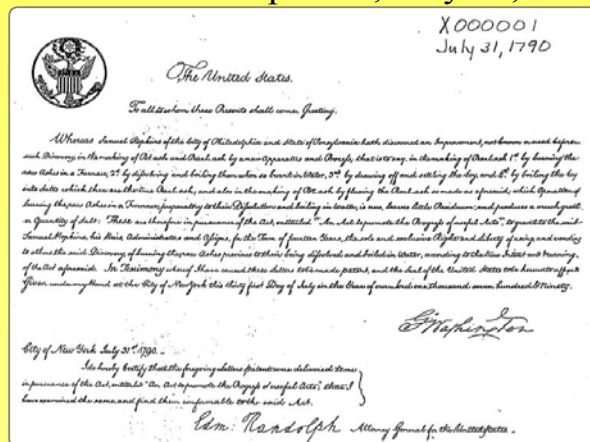 X000001
July 31, 1790
The United States.
To all to whom these Presents shall come, Greeting.
Whereas Samuel Hopkins of the City of Philadelphia and State of Pensylvania hath discovered an Improvement, not known or used before
such Discovery, in the making of Pot ash and Pearl ash by a new Apparatus and Process, that is to say, in the making of Pearl ash 1st. by burning the
raw Ashes in a Furnace, 2d. by dissolving and boiling them when so burnt in Water, 3d. by drawing off and settling the Ley, and 4th. by boiling the Ley
into Salts which then are the true Pearl ash; and also in the making of Pot ash by fluxing the Pearl ash so made as aforesaid; which Operation of
burning the raw Ashes in a Furnace, preparatory to their Dissolution and boiling in Water, is new, leaves little Residuum; and produces a much greater
Quantity of Salt: These are therefore in pursuance of the Act, entitled "An Act to promote the Progress of useful Arts", to grant to the said
Samuel Hopkins, his Heirs, Administrators and Assigns, for the Term of fourteen Years, the sole and exclusive Right and Liberty of using and vending
to others the said Discovery, of burning the raw Ashes previous to their being dissolved and boiled in Water, according to the true Intent and Meaning
of the Act aforesaid. In Testimony whereof I have caused these Letters to be made patent, and the Seal of the United States to be hereunto affixed
Given under my Hand at the City of New York this thirty first Day of July in the Year of our Lord one thousand seven hundred & Ninety.
G. Washington
City of New York July 31st. 1790. -
I do hereby Certify that the foregoing Letters patent were delivered to me
in pursuance of the Act, entitled "An Act to promote the Progress of useful Arts"; that I
have examined the same, and find them conformable to the said Act.
Edm: Randolph Attorney General for the United States.